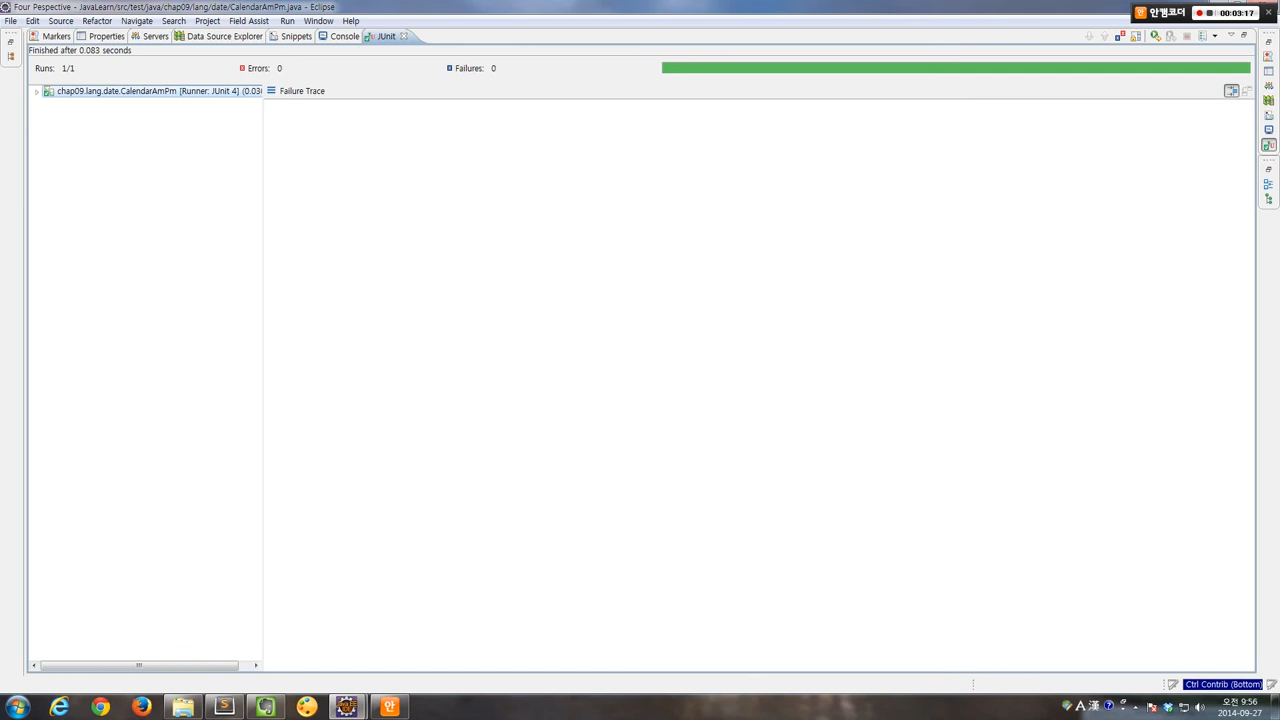 Four Pespective - JavaLearn/src/test/java/chap09/lang/date/CalendarAmPm.java - Eclipse
안캠코더 00:03:17
File Edit Source Refactor Navigate Search Project Field Assist Run Window Help
Markers Properties Servers Data Source Explorer Snippets Console JUnit
Finished after 0.083 seconds
Runs: 1/1 Errors: 0 Failures: 0
chap09.lang.date.CalendarAmPm [Runner: JUnit 4] (0.030 Failure Trace
Ctrl Contrib (Bottom)
A 漢
오전 9:56
2014-09-27